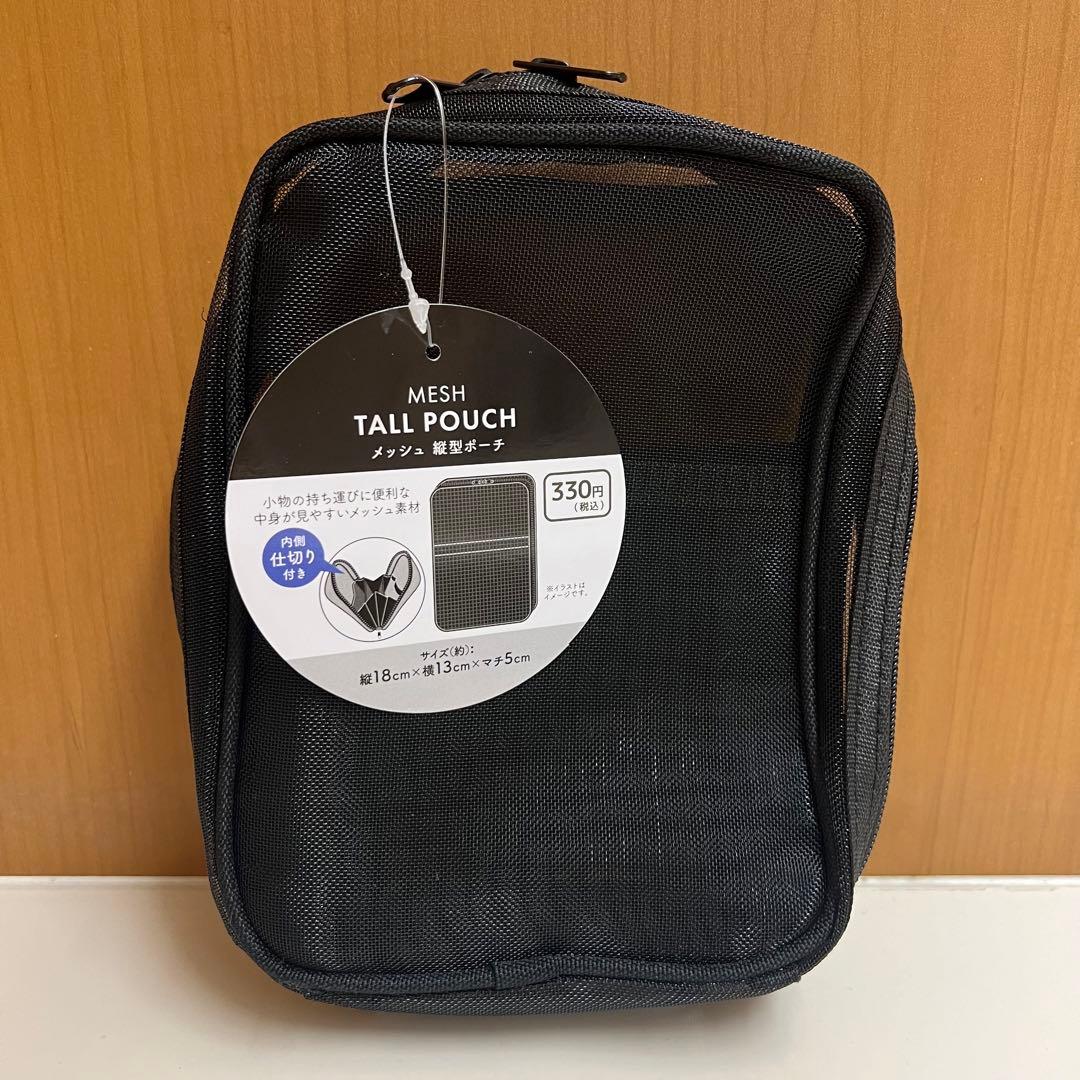 MESH
TALL POUCH
メッシュ 縦型ポーチ
小物の持ち運びに便利な
中身が見やすいメッシュ素材
330円
(税込)
内側
仕切り
付き
※イラストは
イメージです。
サイズ(約):
縦18cm×横13cm×マチ5cm